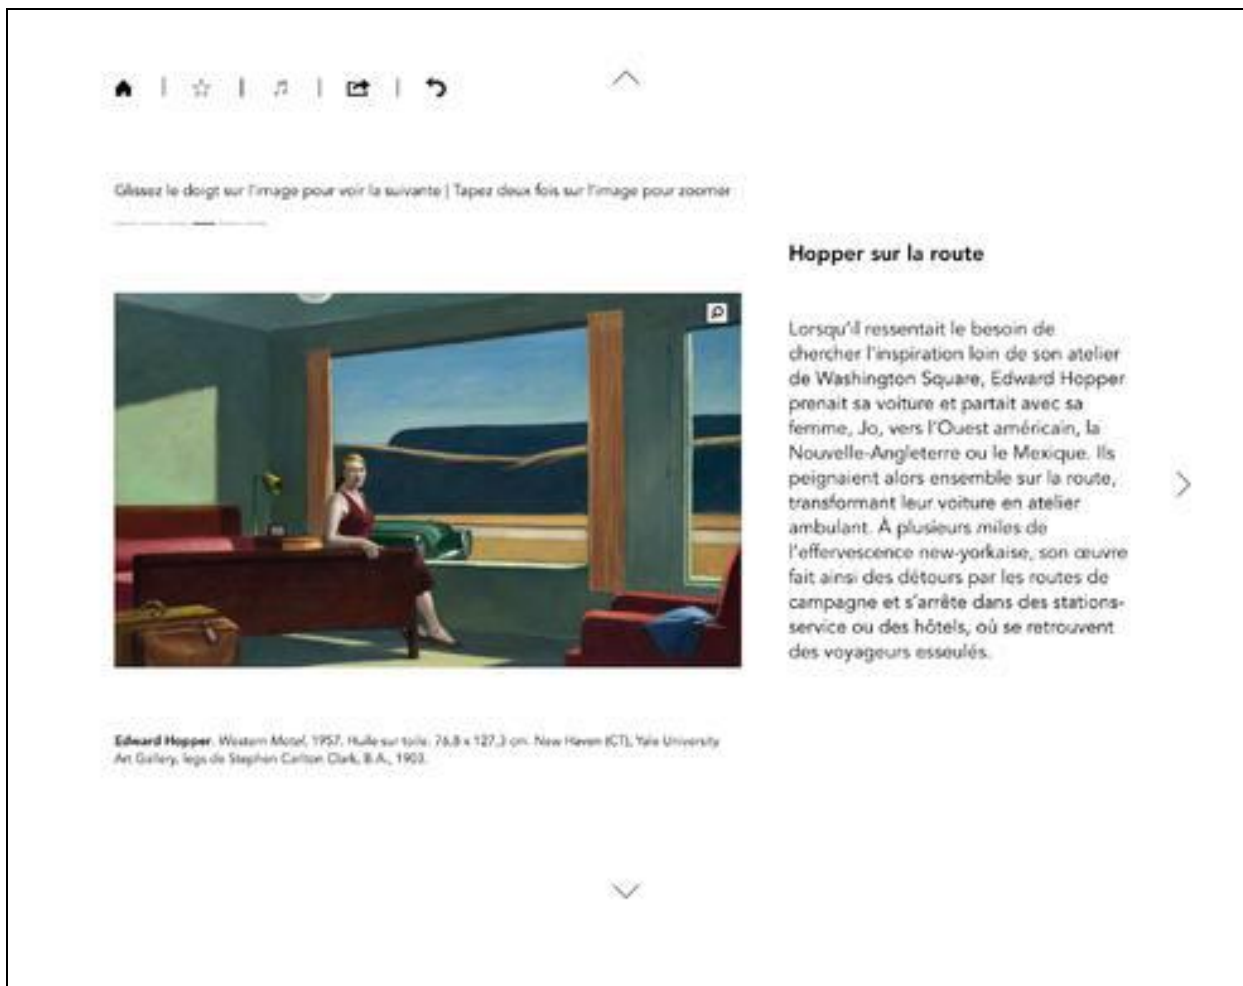 Glissez le doigt sur l'image pour voir la suivante | Tapez deux fois sur l'image pour zoomer
Hopper sur la route
Lorsqu'il ressentait le besoin de
chercher l'inspiration loin de son atelier
de Washington Square, Edward Hopper
prenait sa voiture et partait avec sa
femme, Jo, vers l'Ouest américain, la
Nouvelle-Angleterre ou le Mexique. Ils
peignaient alors ensemble sur la route,
transformant leur voiture en atelier
ambulant. À plusieurs miles de
l'effervescence new-yorkaise, son œuvre
fait ainsi des détours par les routes de
campagne et s'arrête dans des stations-
service ou des hôtels, où se retrouvent
des voyageurs esseulés.
Edward Hopper. Western Motel, 1957. Huile sur toile. 76,8 x 127,3 cm. New Haven (CT), Yale University
Art Gallery, legs de Stephen Carlton Clark, B.A., 1903.